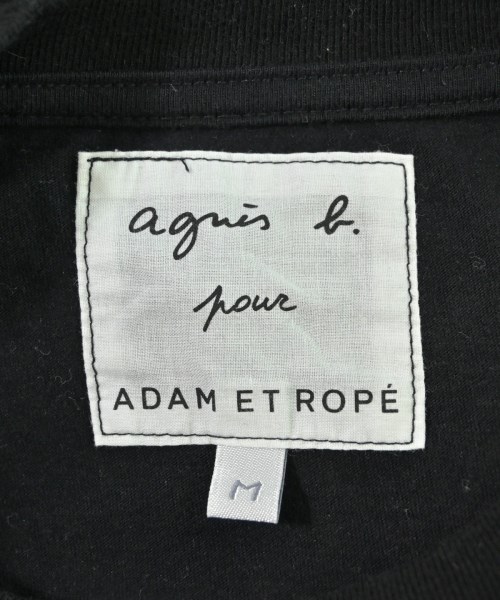 agnès b.
pour
ADAM ET ROPÉ
M